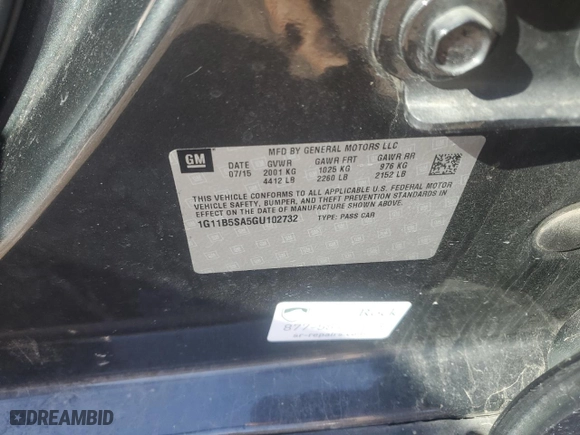 GM
MFD BY GENERAL MOTORS LLC
DATE GVWR GAWR FRT GAWR RR
07/15 2001 KG 1025 KG 976 KG
4412 LB 2260 LB 2152 LB
THIS VEHICLE CONFORMS TO ALL APPLICABLE U.S. FEDERAL MOTOR
VEHICLE SAFETY, BUMPER, AND THEFT PREVENTION STANDARDS IN
EFFECT ON THE DATE OF MANUFACTURE SHOWN ABOVE.
1G11B5SA5GU102732 TYPE: PASS CAR
DREAMBID